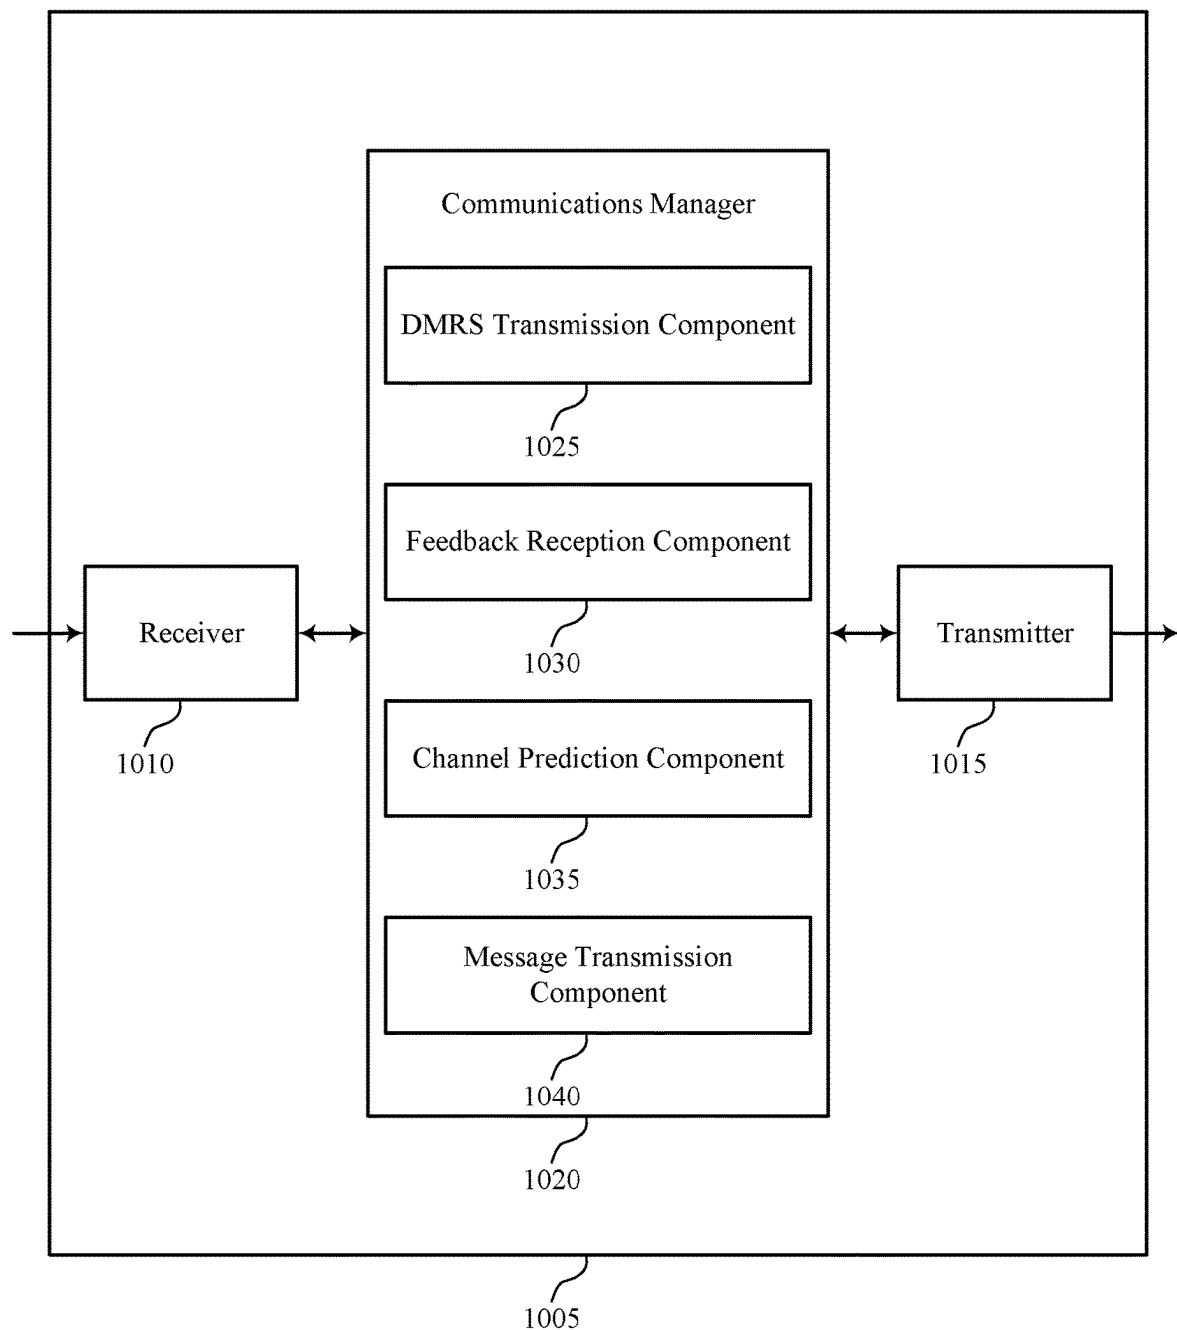 Communications Manager
DMRS Transmission Component
1025
Feedback Reception Component
1030
Receiver
1010
Transmitter
1015
Channel Prediction Component
1035
Message Transmission
Component
1040
1020
1005